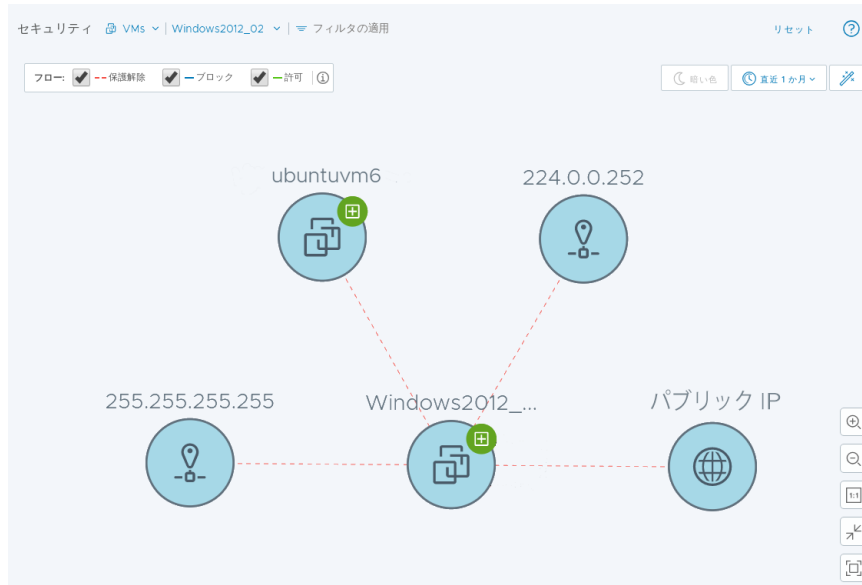 セキュリティ VMs | Windows2012_02 | フィルタの適用 リセット
フロー: 保護解除 ブロック 許可 暗い色 直近 1 か月
ubuntuvm6 224.0.0.252
255.255.255.255 Windows2012_... パブリック IP
1:1